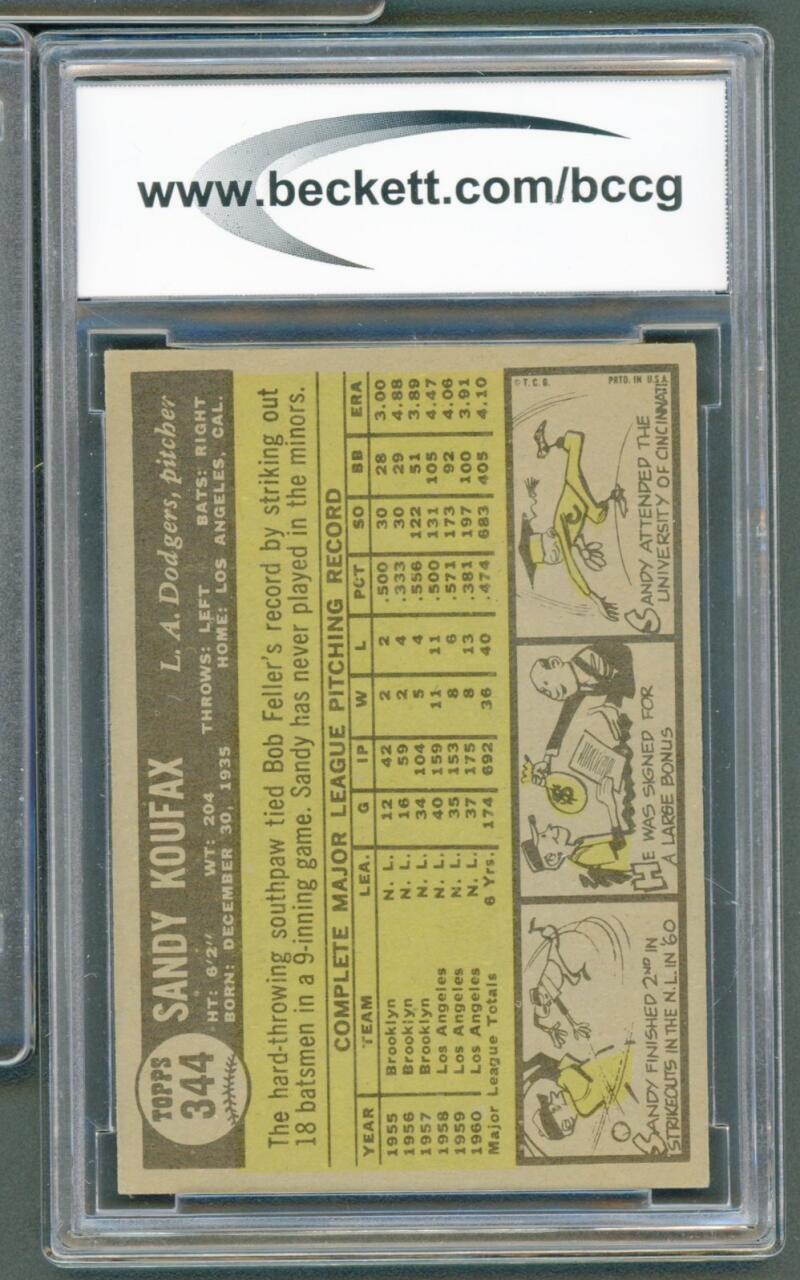 www.beckett.com/bccg
TOPPS
344
SANDY KOUFAX L. A. Dodgers, pitcher
HT: 6'2" WT: 204 THROWS: LEFT BATS: RIGHT
BORN: DECEMBER 30, 1935 HOME: LOS ANGELES, CAL.
The hard-throwing southpaw tied Bob Feller's record by striking out
18 batsmen in a 9-inning game. Sandy has never played in the minors.
COMPLETE MAJOR LEAGUE PITCHING RECORD
YEAR TEAM LEA. G IP W L PCT SO BB ERA
1955 Brooklyn N. L. 12 42 2 2 .500 30 28 3.00
1956 Brooklyn N. L. 16 59 2 4 .333 30 29 4.88
1957 Brooklyn N. L. 34 104 5 4 .556 122 51 3.89
1958 Los Angeles N. L. 40 159 11 11 .500 131 105 4.47
1959 Los Angeles N. L. 35 153 8 6 .571 173 92 4.06
1960 Los Angeles N. L. 37 175 8 13 .381 197 100 3.91
Major League Totals 6 Yrs. 174 692 36 40 .474 683 405 4.10
SANDY FINISHED 2ND IN
STRIKEOUTS IN THE N.L. IN '60
HE WAS SIGNED FOR
A LARGE BONUS
© T. C. G. PRTD. IN U.S.A.
SANDY ATTENDED THE
UNIVERSITY OF CINCINNATI